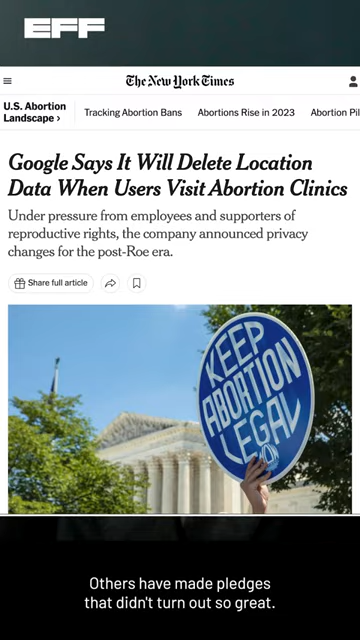 EFF
The New York Times
U.S. Abortion
Landscape ›
Tracking Abortion Bans
Abortions Rise in 2023
Abortion Pil
Google Says It Will Delete Location
Data When Users Visit Abortion Clinics
Under pressure from employees and supporters of
reproductive rights, the company announced privacy
changes for the post-Roe era.
Share full article
KEEP
ABORTION
LEGAL
Others have made pledges
that didn't turn out so great.